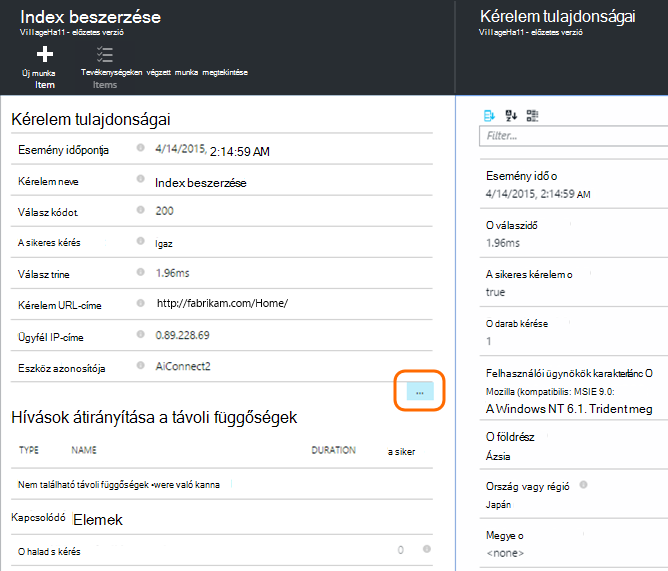 Index beszerzése
VillageHa11 - előzetes verzió
Új munka
Item
Tevékenységeken végzett munka megtekintése
Items
Kérelem tulajdonságai
Esemény időpontja
4/14/2015, 2:14:59 AM
Kérelem neve
Index beszerzése
Válasz kódot
200
A sikeres kérés
Igaz
Válasz trine
1.96ms
Kérelem URL-címe
http://fabrikam.com/Home/
Ügyfél IP-címe
0.89.228.69
Eszköz azonosítója
AiConnect2
...
Hívások átirányítása a távoli függőségek
TYPE NAME DURATION a siker
Nem található távoli függőségek -were való kanna
Kapcsolódó Elemek
O halad s kérés 0
Kérelem tulajdonságai
VillageHa11 - előzetes verzió
Filter...
Esemény idő o
4/14/2015, 2:14:59 AM
O válaszidő
1.96ms
A sikeres kérelem o
true
O darab kérése
1
Felhasználói ügynökök O
Mozilla (kompatibilis: MSIE 9.0:
A Windows NT 6.1. Trident meg
O földrész
Ázsia
Ország vagy régió
Japán
Megye o
<none>